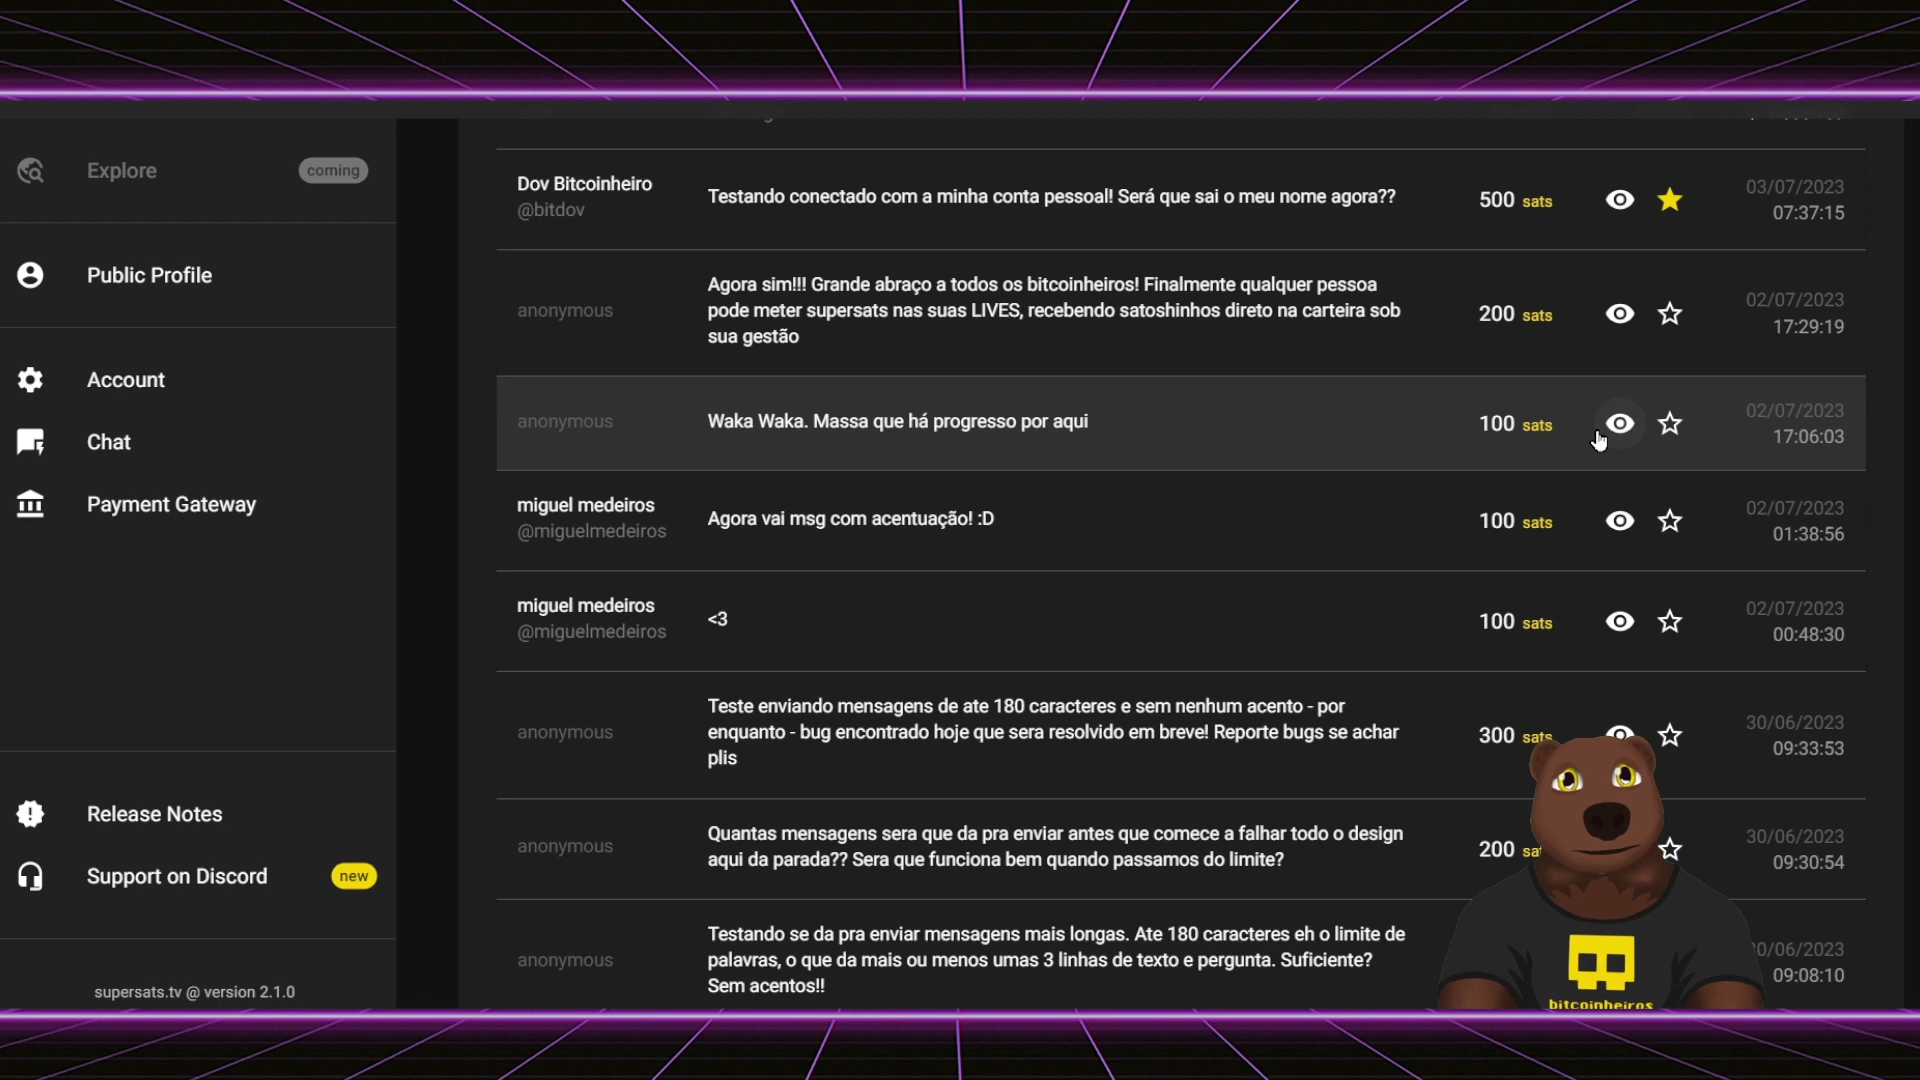 Explore
coming
Public Profile
Account
Chat
Payment Gateway
Release Notes
Support on Discord
new
supersats.tv @ version 2.1.0
Dov Bitcoinheiro
@bitdov
Testando conectado com a minha conta pessoal! Será que sai o meu nome agora??
500 sats
03/07/2023
07:37:15
anonymous
Agora sim!!! Grande abraço a todos os bitcoinheiros! Finalmente qualquer pessoa
pode meter supersats nas suas LIVES, recebendo satoshinhos direto na carteira sob
sua gestão
200 sats
02/07/2023
17:29:19
anonymous
Waka Waka. Massa que há progresso por aqui
100 sats
02/07/2023
17:06:03
miguel medeiros
@miguelmedeiros
Agora vai msg com acentuação! :D
100 sats
02/07/2023
01:38:56
miguel medeiros
@miguelmedeiros
<3
100 sats
02/07/2023
00:48:30
anonymous
Teste enviando mensagens de ate 180 caracteres e sem nenhum acento - por
enquanto - bug encontrado hoje que sera resolvido em breve! Reporte bugs se achar
plis
300 sats
30/06/2023
09:33:53
anonymous
Quantas mensagens sera que da pra enviar antes que comece a falhar todo o design
aqui da parada?? Sera que funciona bem quando passamos do limite?
200
30/06/2023
09:30:54
anonymous
Testando se da pra enviar mensagens mais longas. Ate 180 caracteres eh o limite de
palavras, o que da mais ou menos umas 3 linhas de texto e pergunta. Suficiente?
Sem acentos!!
0/06/2023
09:08:10
bitcoinheiros